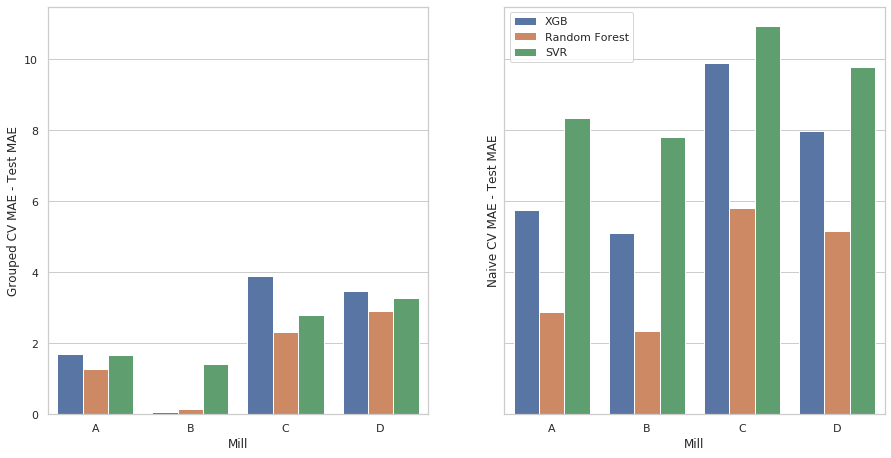 Grouped CV MAE - Test MAE
10
8
6
4
2
0
A B C D
Mill
Naive CV MAE - Test MAE
XGB
Random Forest
SVR
A B C D
Mill